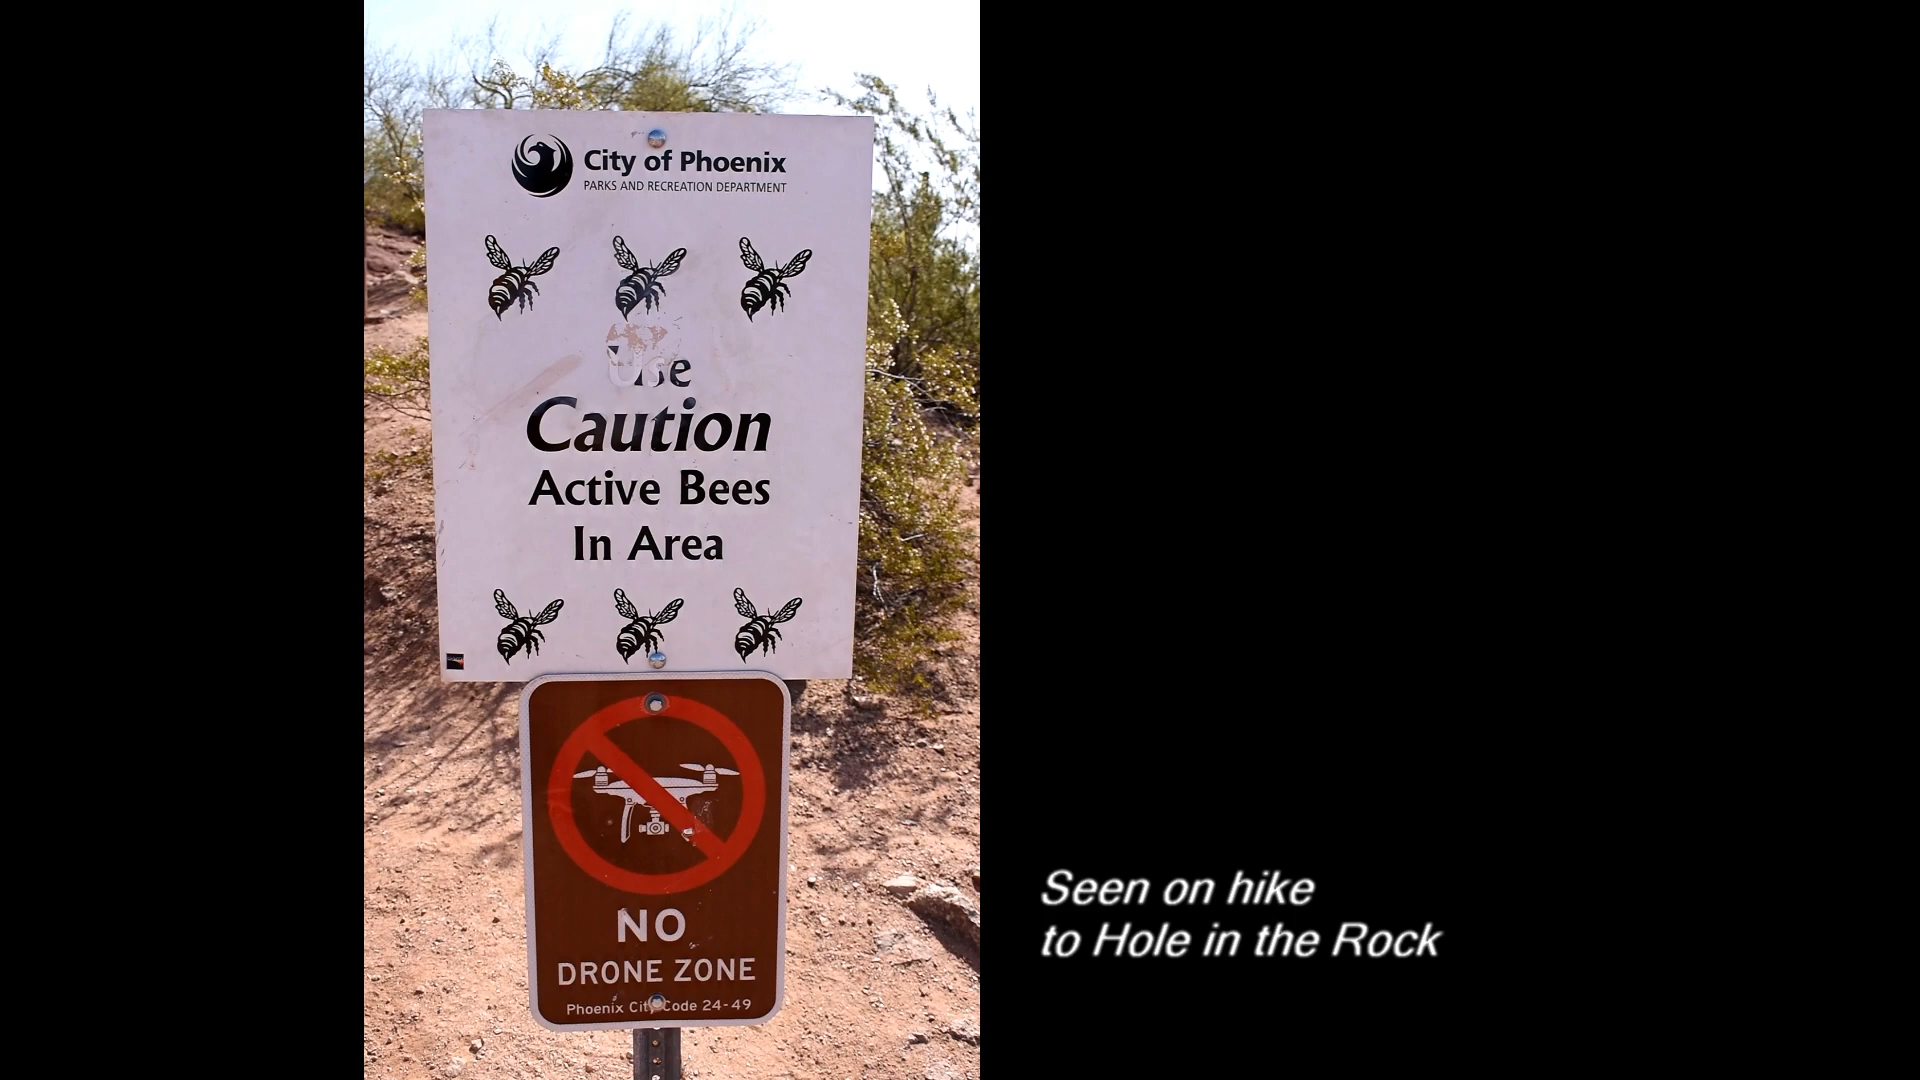 City of Phoenix
PARKS AND RECREATION DEPARTMENT
Use
Caution
Active Bees
In Area
NO
DRONE ZONE
Phoenix City Code 24-49
Seen on hike
to Hole in the Rock